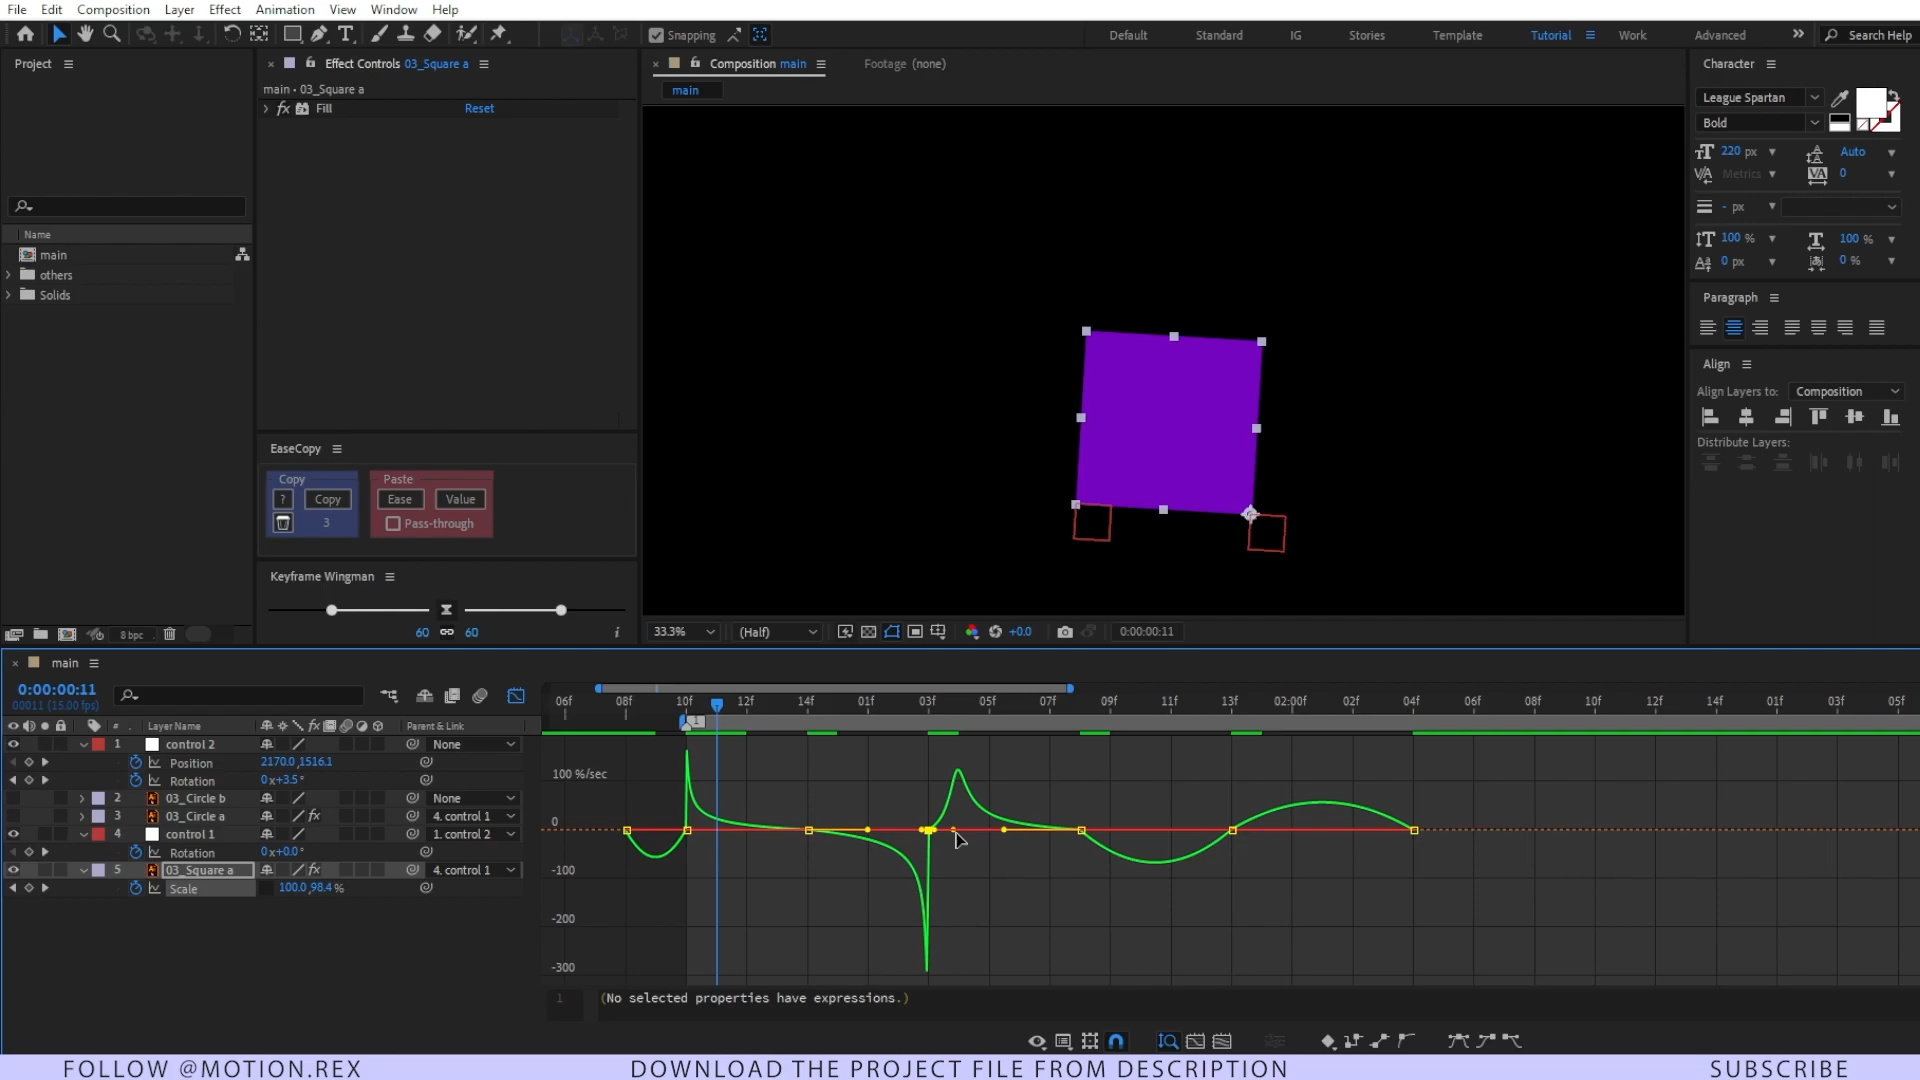 File Edit Composition Layer Effect Animation View Window Help
Snapping Default Standard IG Stories Template Tutorial Work Advanced Search Help
Project
Effect Controls 03_Square a
main • 03_Square a
fx Fill Reset
Composition main
Footage (none)
main
Name
main
others
Solids
8 bpc
EaseCopy
Copy
? Copy
3
Paste
Ease Value
Pass-through
Keyframe Wingman
60 60
33.3% (Half) +0.0 0:00:00:11
Character
League Spartan
Bold
220 px Auto
Metrics 0
- px
100 % 100 %
0 px 0 %
Paragraph
Align
Align Layers to: Composition
Distribute Layers:
main
0:00:00:11
00011 (15.00 fps)
# Layer Name Parent & Link
1 control 2 None
Position 2170.0,1516.1
Rotation 0x+3.5°
2 03_Circle b None
3 03_Circle a 4. control 1
4 control 1 1. control 2
Rotation 0x+0.0°
5 03_Square a 4. control 1
Scale 100.0,98.4 %
06f 08f 10f 12f 14f 01f 03f 05f 07f 09f 11f 13f 02:00f 02f 04f 06f 08f 10f 12f 14f 01f 03f 05f
1
100 %/sec
0
-100
-200
-300
1 (No selected properties have expressions.)
FOLLOW @MOTION.REX DOWNLOAD THE PROJECT FILE FROM DESCRIPTION SUBSCRIBE